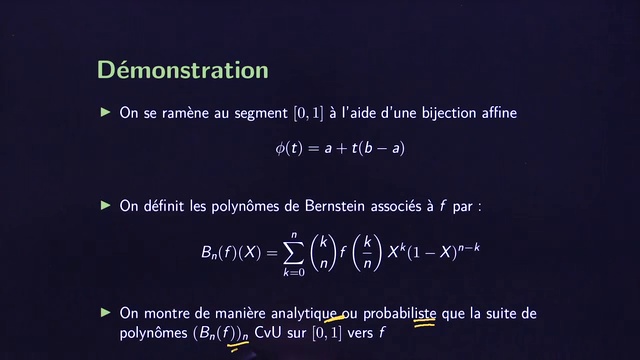 Démonstration
▶ On se ramène au segment [0, 1] à l'aide d'une bijection affine
ϕ(t) = a + t(b − a)
▶ On définit les polynômes de Bernstein associés à f par :
B_n(f)(X) = \sum_{k=0}^{n} \binom{k}{n} f \left( \frac{k}{n} \right) X^k (1 − X)^{n−k}
▶ On montre de manière analytique ou probabiliste que la suite de
polynômes (B_n(f))_n CvU sur [0, 1] vers f